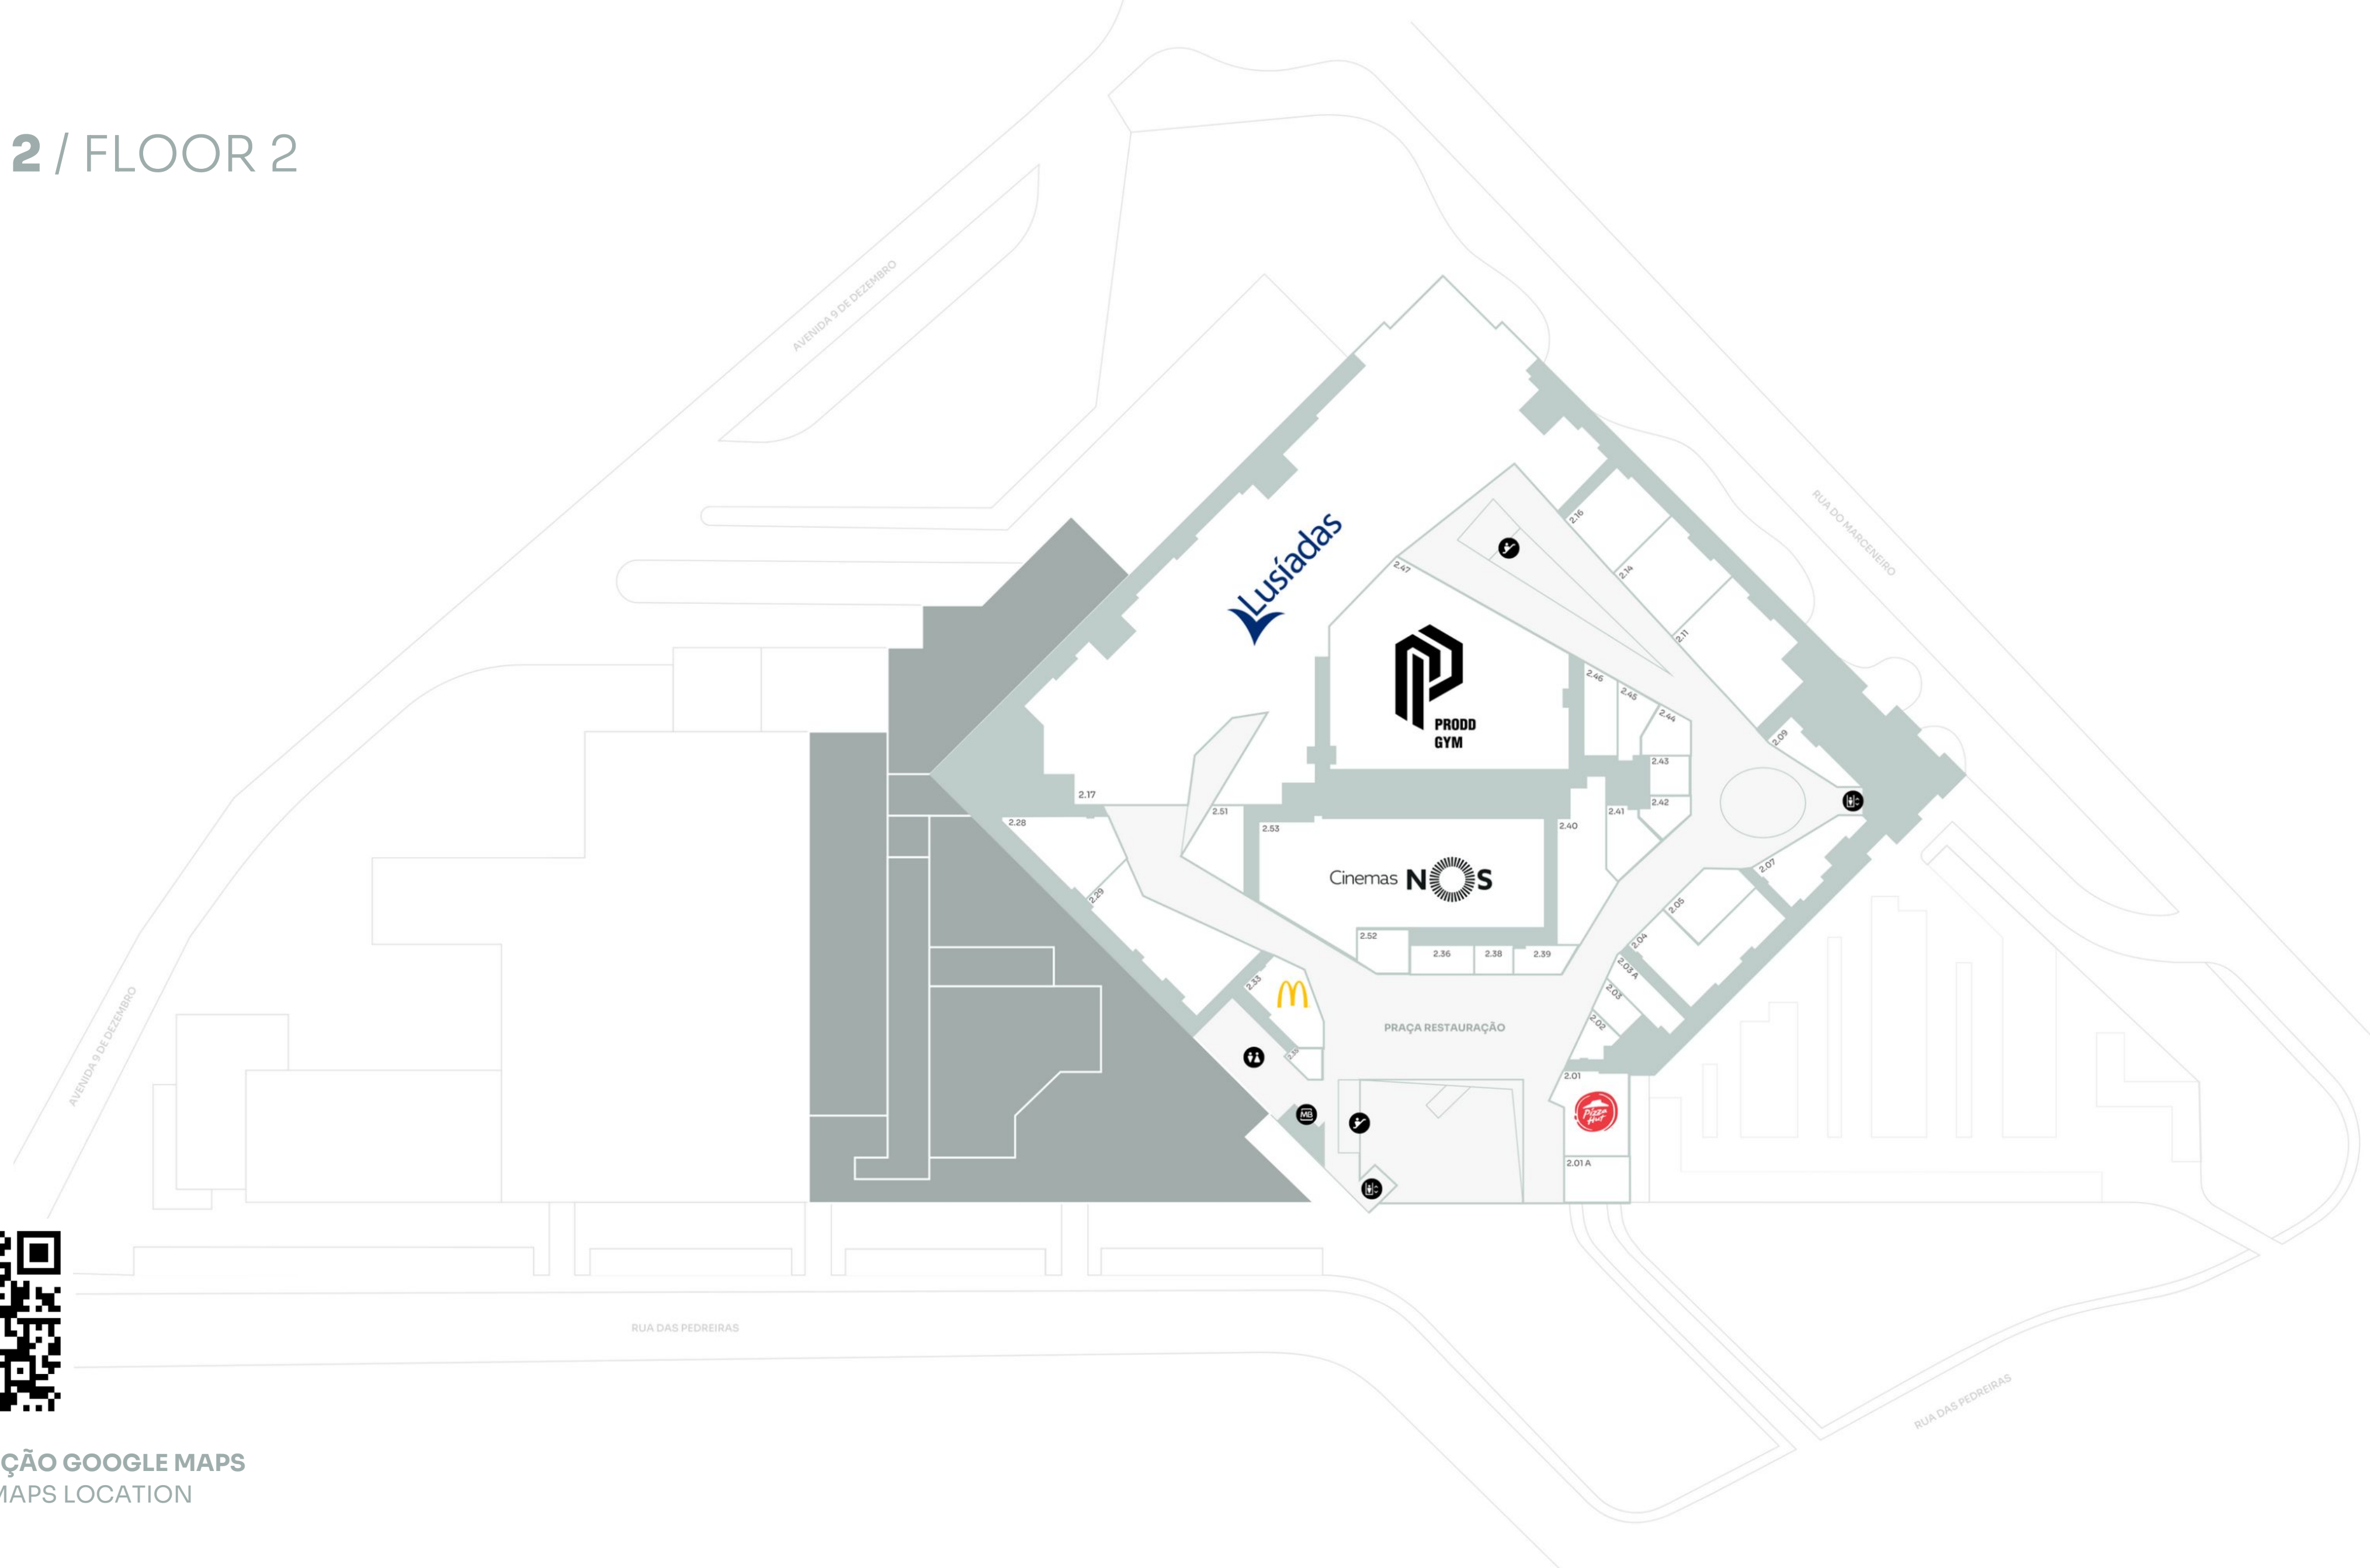 2 / FLOOR 2
AVENIDA 9 DE DEZEMBRO
RUA DO MARCENEIRO
Lusíadas
2.16
2.47
2.14
2.11
PRODD
GYM
2.46
2.45
2.44
2.09
2.43
2.17
2.42
2.51
2.41
2.28
2.53
2.40
2.07
Cinemas NOS
2.29
2.05
2.52
2.04
2.36
2.38
2.39
2.03 A
2.33
2.03
AVENIDA 9 DE DEZEMBRO
2.02
PRAÇA RESTAURAÇÃO
2.01
MB
Pizza
Hut
2.01 A
RUA DAS PEDREIRAS
RUA DAS PEDREIRAS
ÇÃO GOOGLE MAPS
MAPS LOCATION